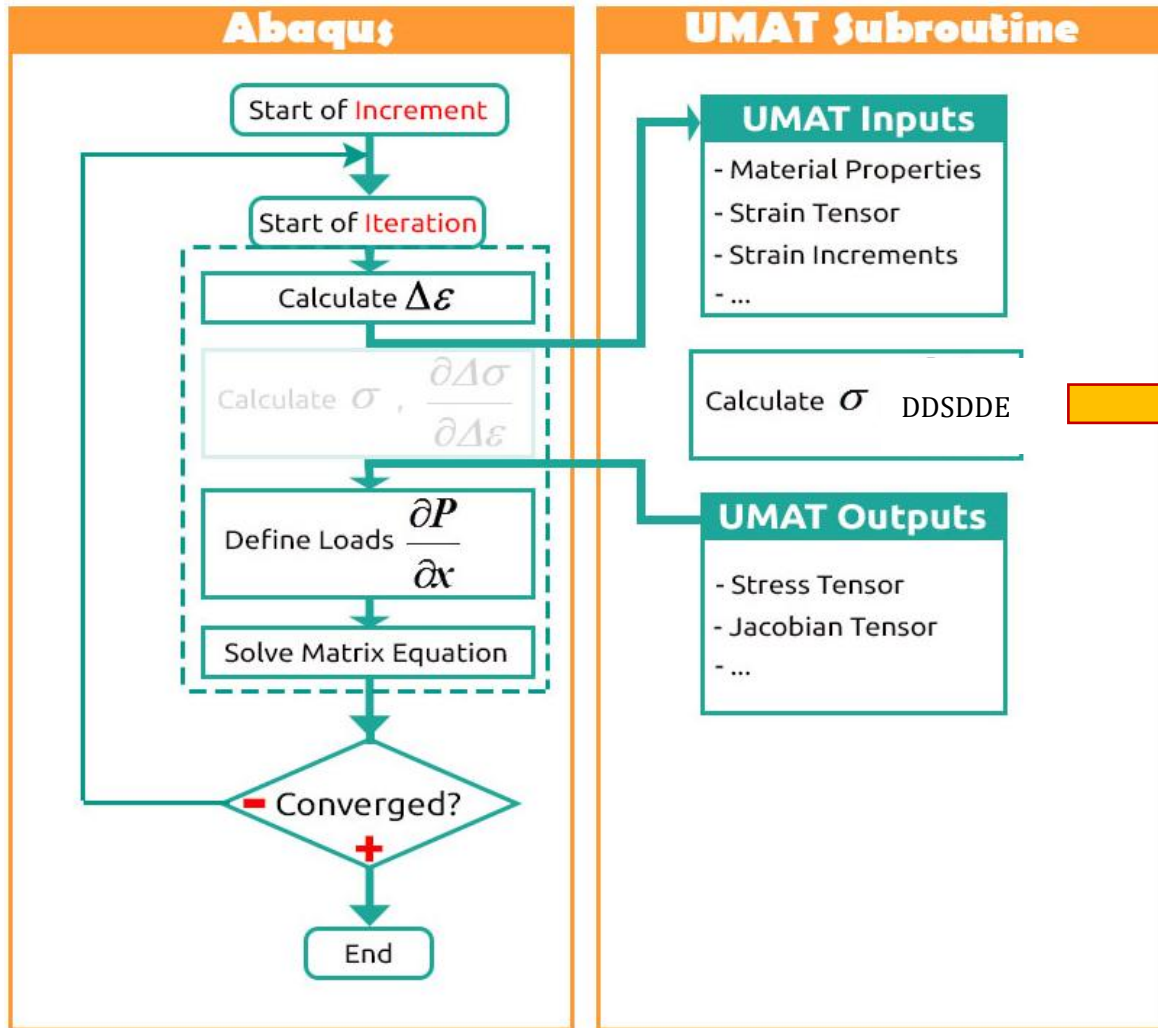 Abaqus
Start of Increment
Start of Iteration
Calculate Δε
Calculate σ , ∂Δσ/∂Δε
Define Loads ∂P/∂x
Solve Matrix Equation
- Converged?
+
End
UMAT Subroutine
UMAT Inputs
- Material Properties
- Strain Tensor
- Strain Increments
- ...
Calculate σ DDSDDE
UMAT Outputs
- Stress Tensor
- Jacobian Tensor
- ...